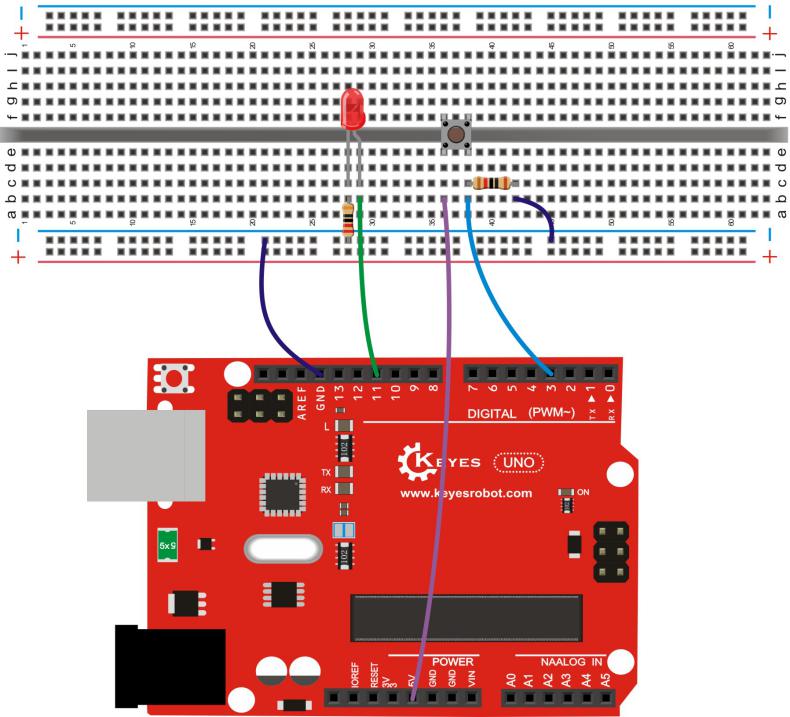 − −
+ +
1 5 10 15 20 25 30 35 40 45 50 55 60
j j
i i
h h
g g
f f
e e
d d
c c
b b
a a
1 5 10 15 20 25 30 35 40 45 50 55 60
− −
+ +
AREF GND 13 12 11 10 9 8 7 6 5 4 3 2 TX▶1 RX▶0
DIGITAL (PWM~)
L
102
KEYES UNO
TX
RX
www.keyesrobot.com
ON
102
5x5
102
POWER NAALOG IN
IOREF RESET 3V3 5V GND GND VIN A0 A1 A2 A3 A4 A5